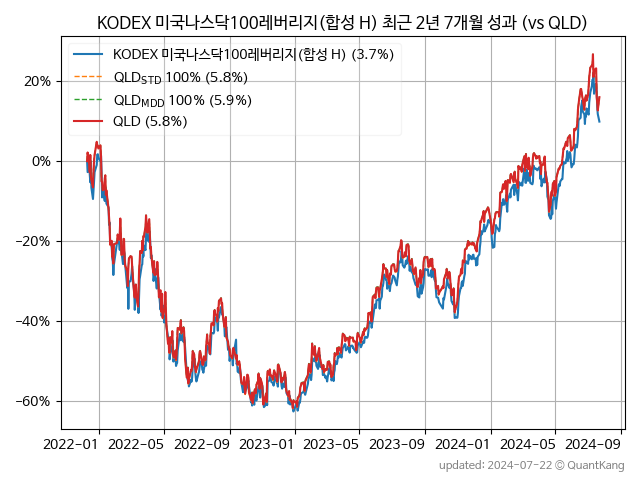 KODEX 미국나스닥100레버리지(합성 H) 최근 2년 7개월 성과 (vs QLD)
KODEX 미국나스닥100레버리지(합성 H) (3.7%)
QLD_STD 100% (5.8%)
QLD_MDD 100% (5.9%)
QLD (5.8%)
20%
0%
−20%
−40%
−60%
2022-01 2022-05 2022-09 2023-01 2023-05 2023-09 2024-01 2024-05 2024-09
updated: 2024-07-22 © QuantKang